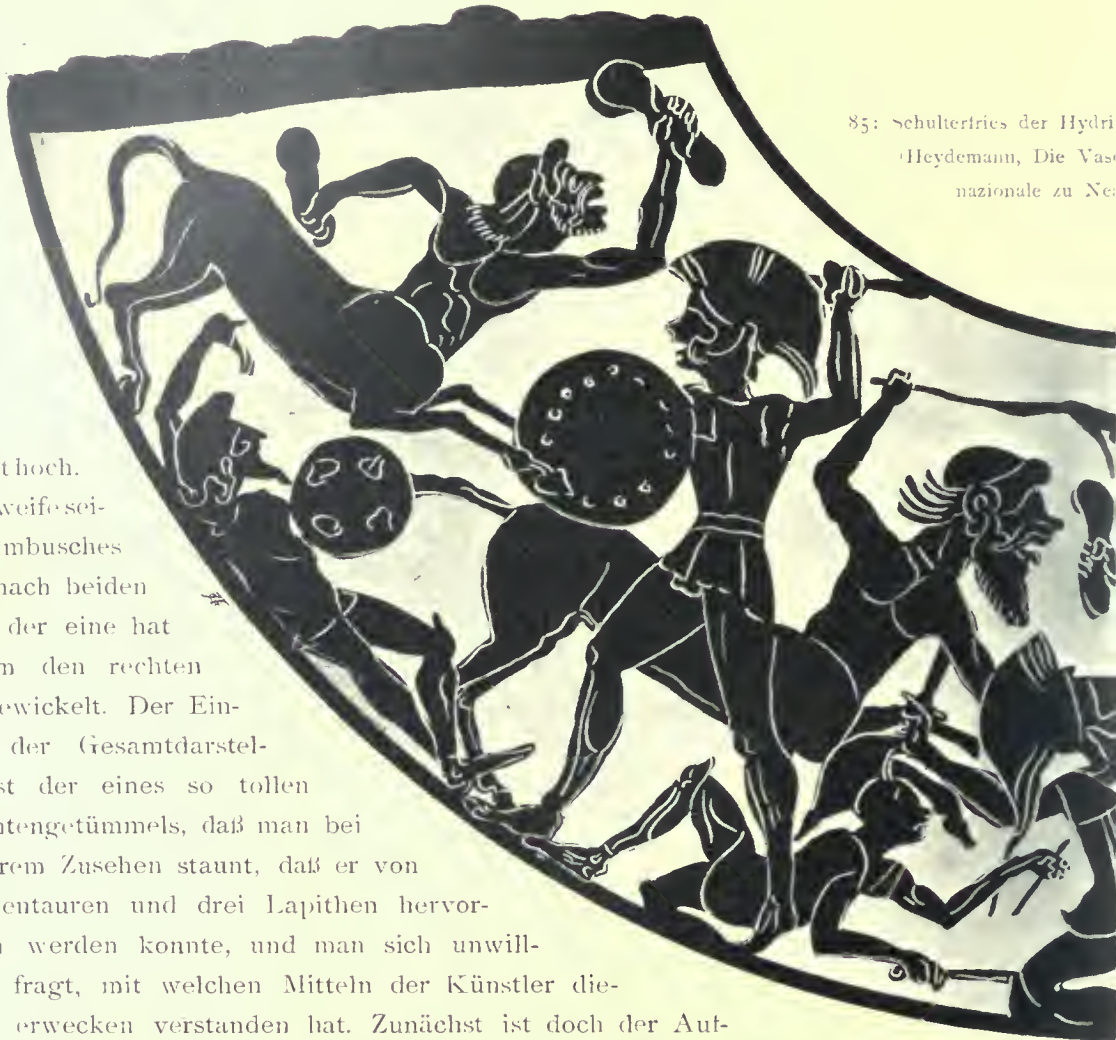 85: Schulterfries der Hydri
(Heydemann, Die Vase
nazionale zu Nea
t hoch.
weife sei-
mbusches
nach beiden
der eine hat
m den rechten
ewickelt. Der Ein-
der Gesamtdarstel-
st der eines so tollen
ntengetümmels, daß man bei
rem Zusehen staunt, daß er von
entauren und drei Lapithen hervor-
n werden konnte, und man sich unwill-
fragt, mit welchen Mitteln der Künstler die-
erwecken verstanden hat. Zunächst ist doch der Auf-